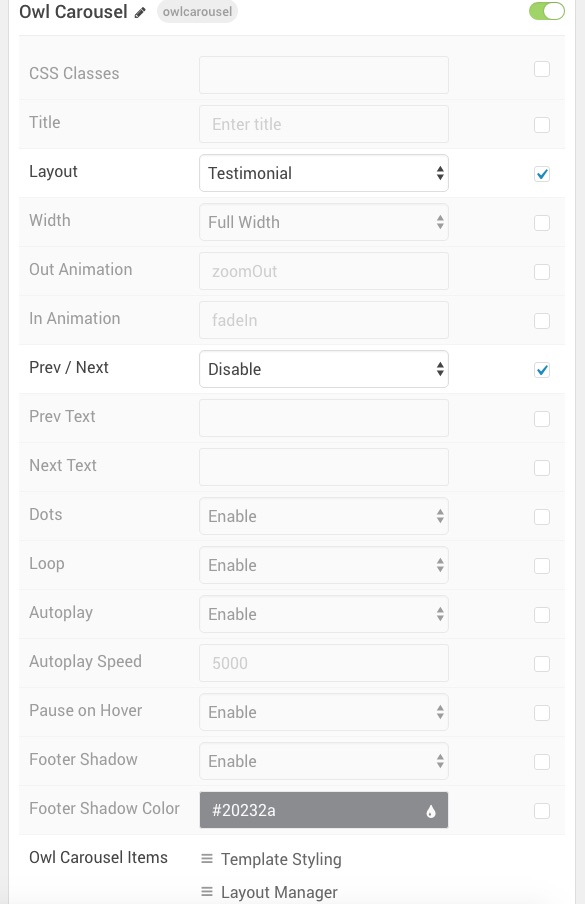 Owl Carousel owlcarousel
CSS Classes
Title Enter title
Layout Testimonial
Width Full Width
Out Animation zoomOut
In Animation fadeIn
Prev / Next Disable
Prev Text
Next Text
Dots Enable
Loop Enable
Autoplay Enable
Autoplay Speed 5000
Pause on Hover Enable
Footer Shadow Enable
Footer Shadow Color #20232a
Owl Carousel Items Template Styling
Layout Manager